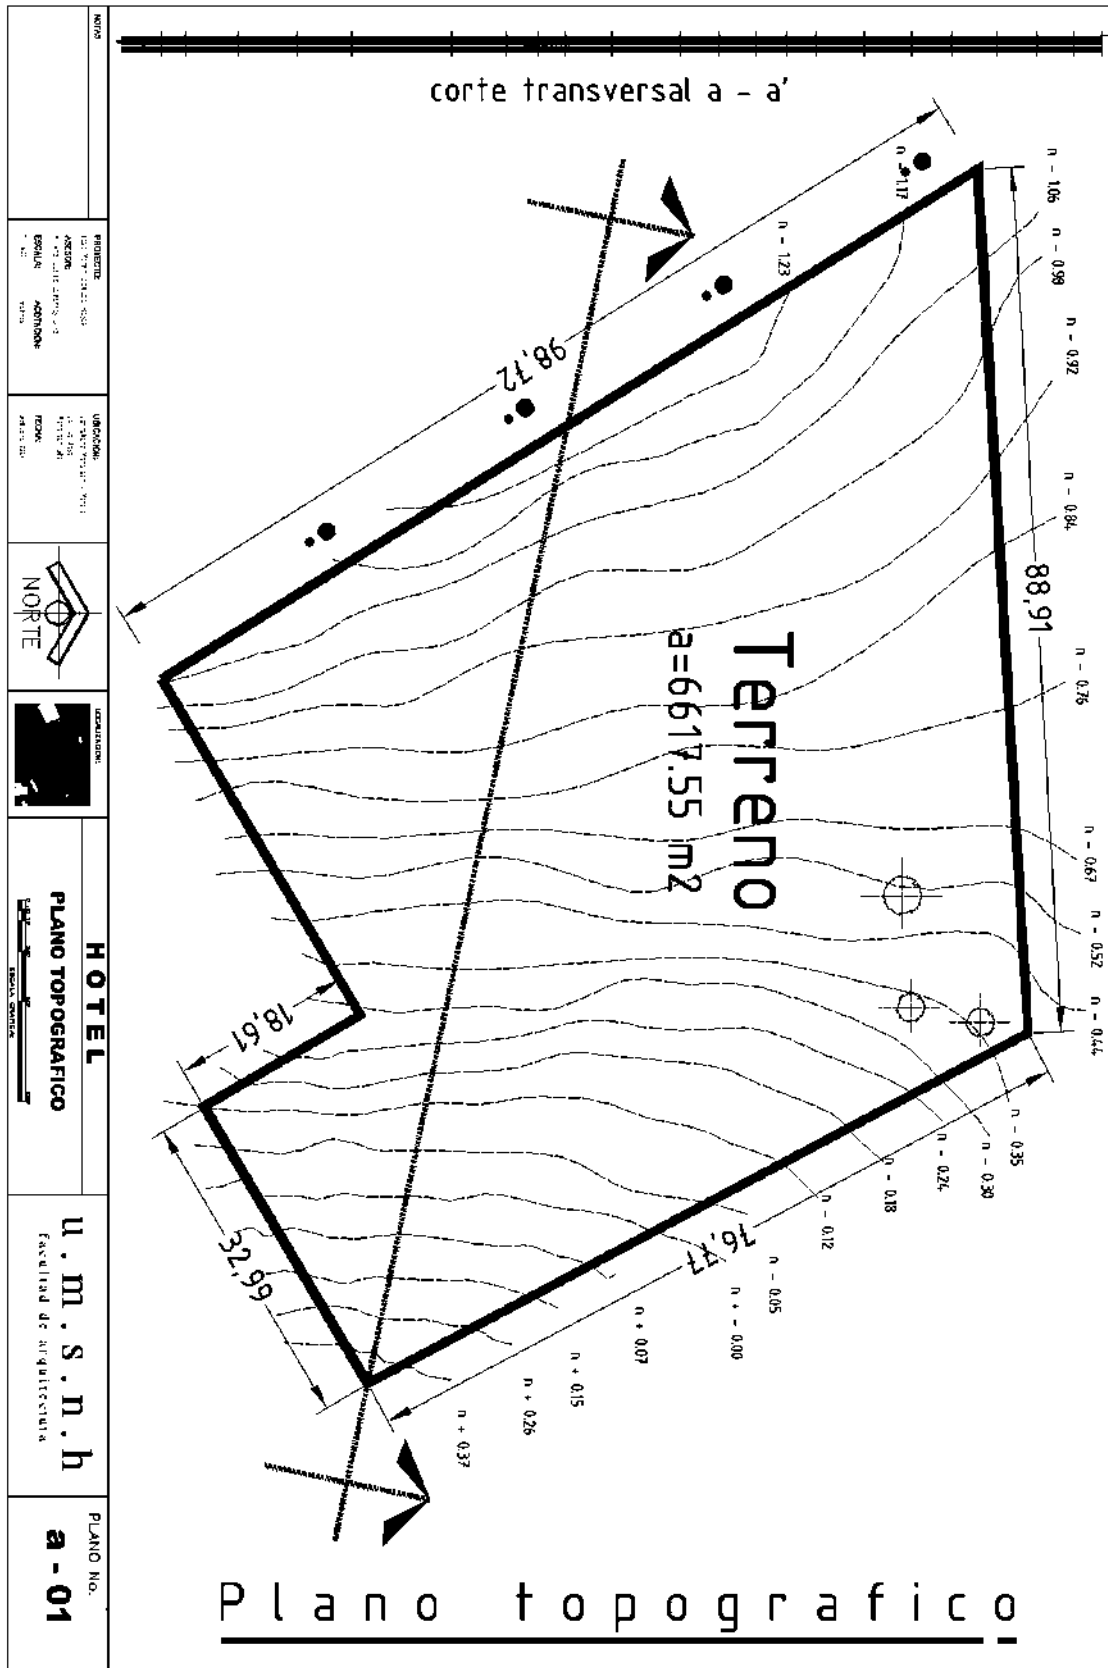 corte transversal a - a'
n - 1.17
n - 1.23
n - 1.06
n - 0.98
n - 0.92
n - 0.84
n - 0.76
n - 0.67
n - 0.52
n - 0.44
n - 0.35
n - 0.30
n - 0.24
n - 0.18
n - 0.12
n - 0.05
n + - 0.00
n + 0.07
n + 0.15
n + 0.26
n + 0.37
98,72
88,91
76,77
32,99
18,61
Terreno
a=6617.55 m2
Plano topografico
NOTAS
PROYECTO:
ASESOR:
ESCALA:
ACOTACION:
UBICACION:
FECHA:
NORTE
LOCALIZACION:
HOTEL
PLANO TOPOGRAFICO
ESCALA GRAFICA
u.m.s.n.h
facultad de arquitectura
PLANO No.
a - 01